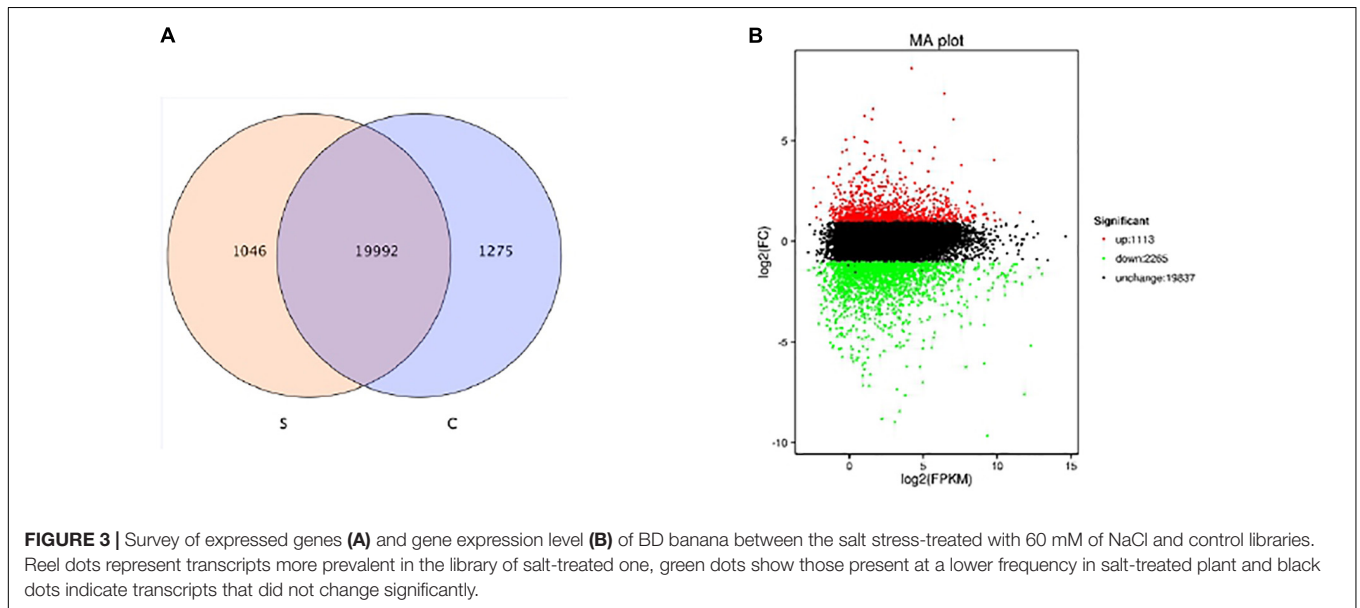 A
1046
19992
1275
S
C
B
MA plot
log2(FC)
5
0
-5
-10
0
5
10
15
log2(FPKM)
Significant
up:1113
down:2265
unchange:19837
FIGURE 3 | Survey of expressed genes (A) and gene expression level (B) of BD banana between the salt stress-treated with 60 mM of NaCl and control libraries.
Reel dots represent transcripts more prevalent in the library of salt-treated one, green dots show those present at a lower frequency in salt-treated plant and black
dots indicate transcripts that did not change significantly.